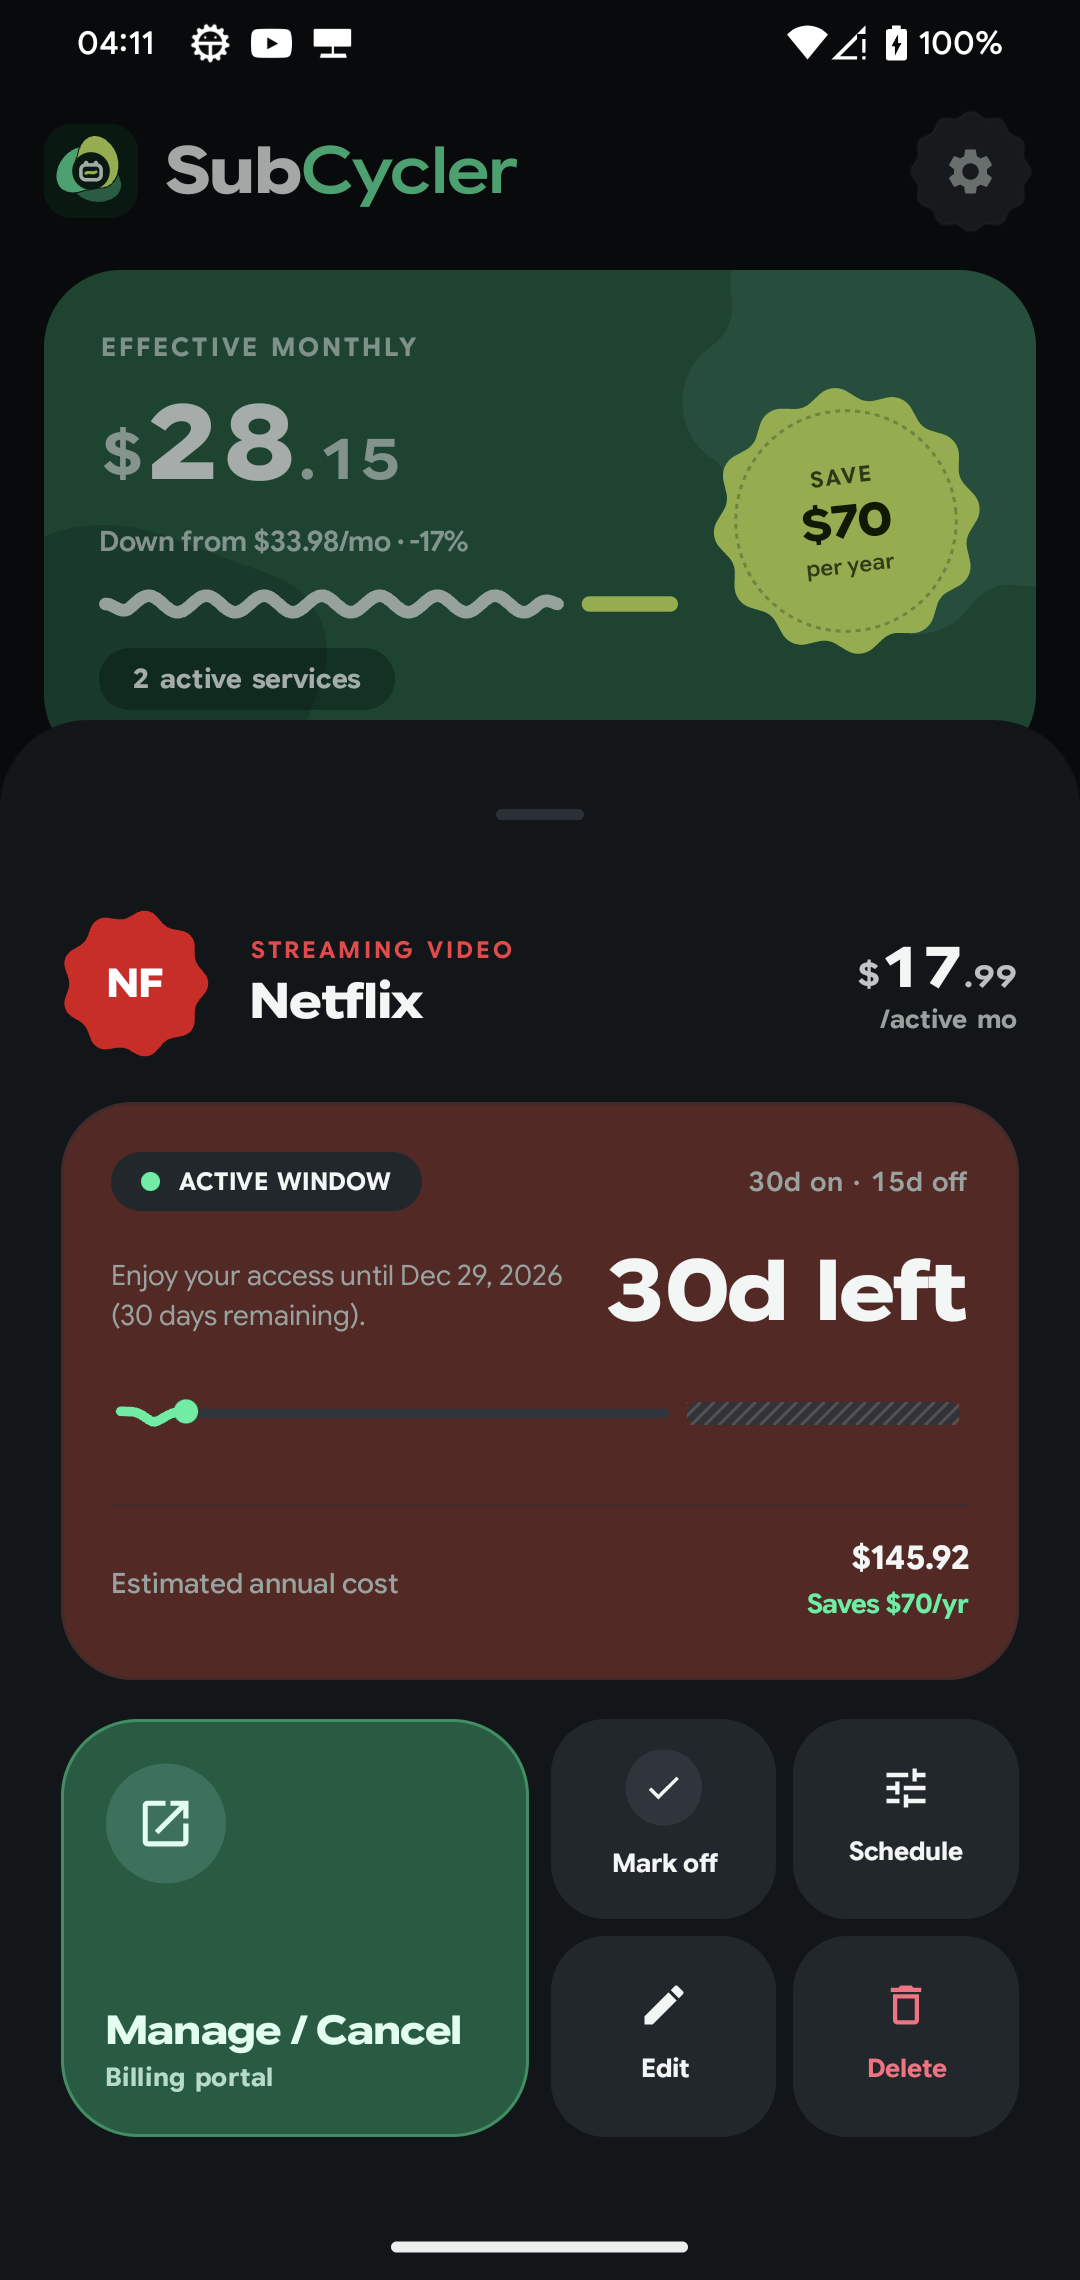 04:11
100%
SubCycler
EFFECTIVE MONTHLY
$28.15
Down from $33.98/mo · -17%
2 active services
SAVE
$70
per year
NF
STREAMING VIDEO
Netflix
$17.99
/active mo
ACTIVE WINDOW
30d on · 15d off
Enjoy your access until Dec 29, 2026
(30 days remaining).
30d left
Estimated annual cost
$145.92
Saves $70/yr
Manage / Cancel
Billing portal
Mark off
Schedule
Edit
Delete